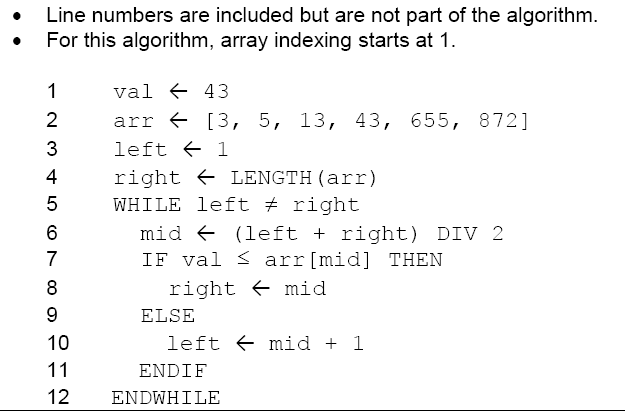 • Line numbers are included but are not part of the algorithm.
• For this algorithm, array indexing starts at 1.
1 val ← 43
2 arr ← [3, 5, 13, 43, 655, 872]
3 left ← 1
4 right ← LENGTH(arr)
5 WHILE left ≠ right
6 mid ← (left + right) DIV 2
7 IF val ≤ arr[mid] THEN
8 right ← mid
9 ELSE
10 left ← mid + 1
11 ENDIF
12 ENDWHILE